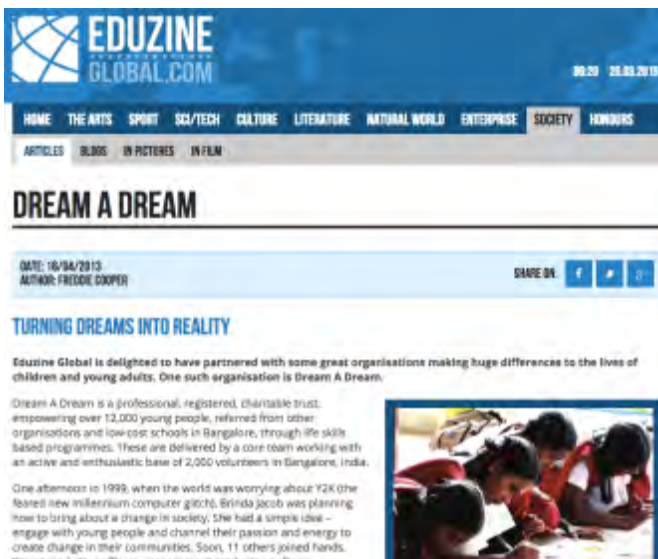 EDUZINE
GLOBAL.COM
HOME THE ARTS SPORT SCI/TECH CULTURE LITERATURE NATURAL WORLD ENTERPRISE SOCIETY HONOURS
ARTICLES BLOGS IN PICTURES IN FILM
DREAM A DREAM
DATE: 16/04/2013
AUTHOR: FREDDIE COOPER
SHARE ON
TURNING DREAMS INTO REALITY
Eduzine Global is delighted to have partnered with some great organisations making huge differences to the lives of
children and young adults. One such organisation is Dream A Dream.
Dream A Dream is a professional, registered, charitable trust,
empowering over 12,000 young people, referred from other
organisations and low-cost schools in Bangalore, through life skills
based programmes. These are delivered by a core team working with
an active and enthusiastic base of 2,000 volunteers in Bangalore, India.
One afternoon in 1999, when the world was worrying about Y2K (the
feared new millennium computer glitch), Brinda Jacob was planning
how to bring about a change in society. She had a simple idea –
engage with young people and channel their passion and energy to
create change in their communities. Soon, 11 others joined hands.